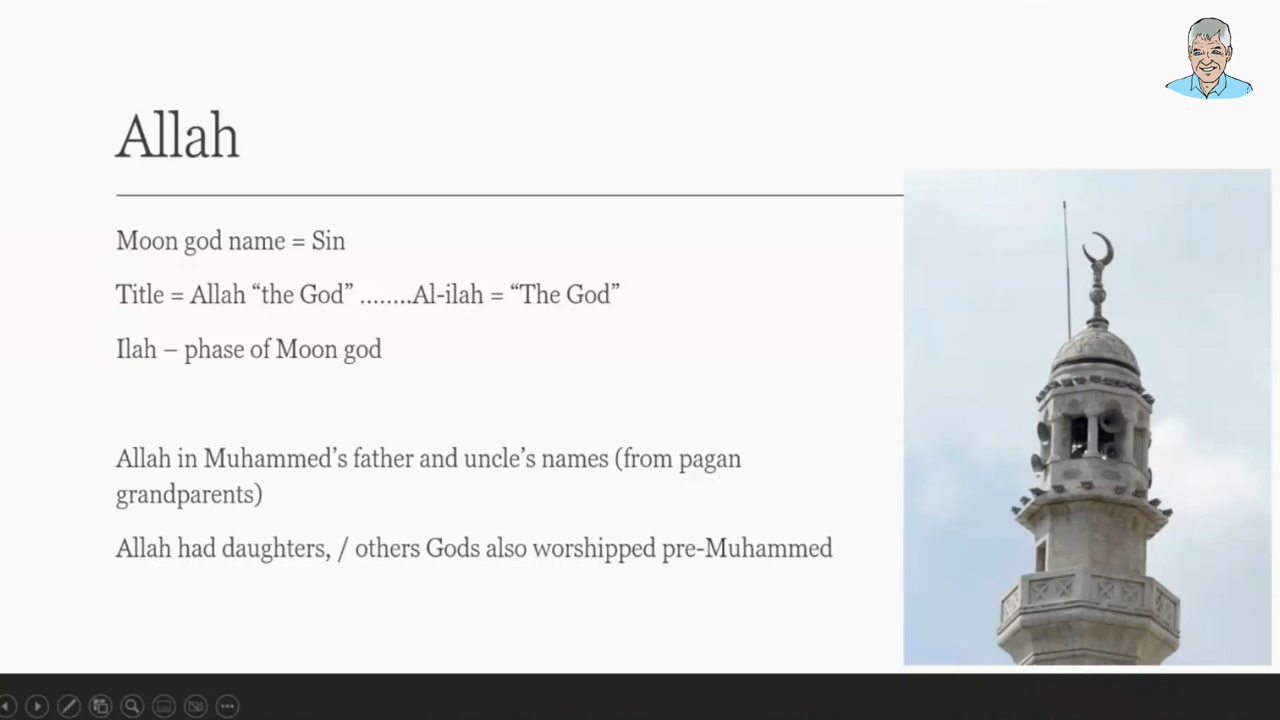 Allah
Moon god name = Sin
Title = Allah “the God” ........Al-ilah = “The God”
Ilah – phase of Moon god
Allah in Muhammed’s father and uncle’s names (from pagan
grandparents)
Allah had daughters, / others Gods also worshipped pre-Muhammed